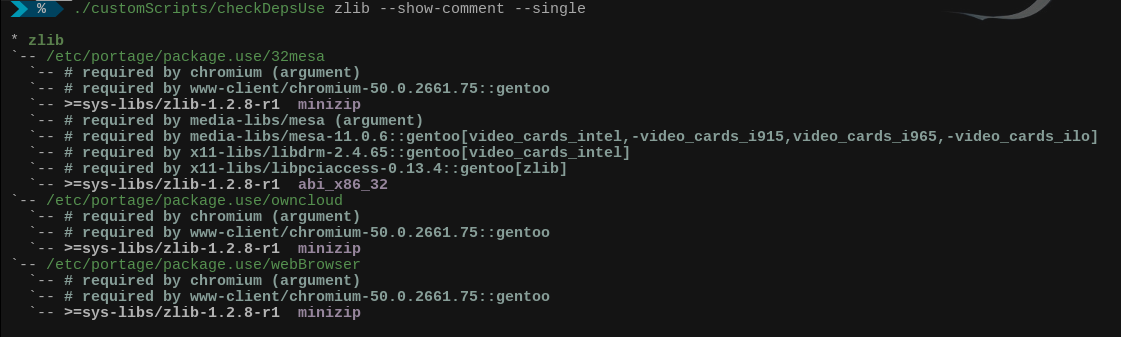 % ./customScripts/checkDepsUse zlib --show-comment --single
* zlib
`-- /etc/portage/package.use/32mesa
`-- # required by chromium (argument)
`-- # required by www-client/chromium-50.0.2661.75::gentoo
`-- >=sys-libs/zlib-1.2.8-r1  minizip
`-- # required by media-libs/mesa (argument)
`-- # required by media-libs/mesa-11.0.6::gentoo[video_cards_intel,-video_cards_i915,video_cards_i965,-video_cards_ilo]
`-- # required by x11-libs/libdrm-2.4.65::gentoo[video_cards_intel]
`-- # required by x11-libs/libpciaccess-0.13.4::gentoo[zlib]
`-- >=sys-libs/zlib-1.2.8-r1  abi_x86_32
`-- /etc/portage/package.use/owncloud
`-- # required by chromium (argument)
`-- # required by www-client/chromium-50.0.2661.75::gentoo
`-- >=sys-libs/zlib-1.2.8-r1  minizip
`-- /etc/portage/package.use/webBrowser
`-- # required by chromium (argument)
`-- # required by www-client/chromium-50.0.2661.75::gentoo
`-- >=sys-libs/zlib-1.2.8-r1  minizip